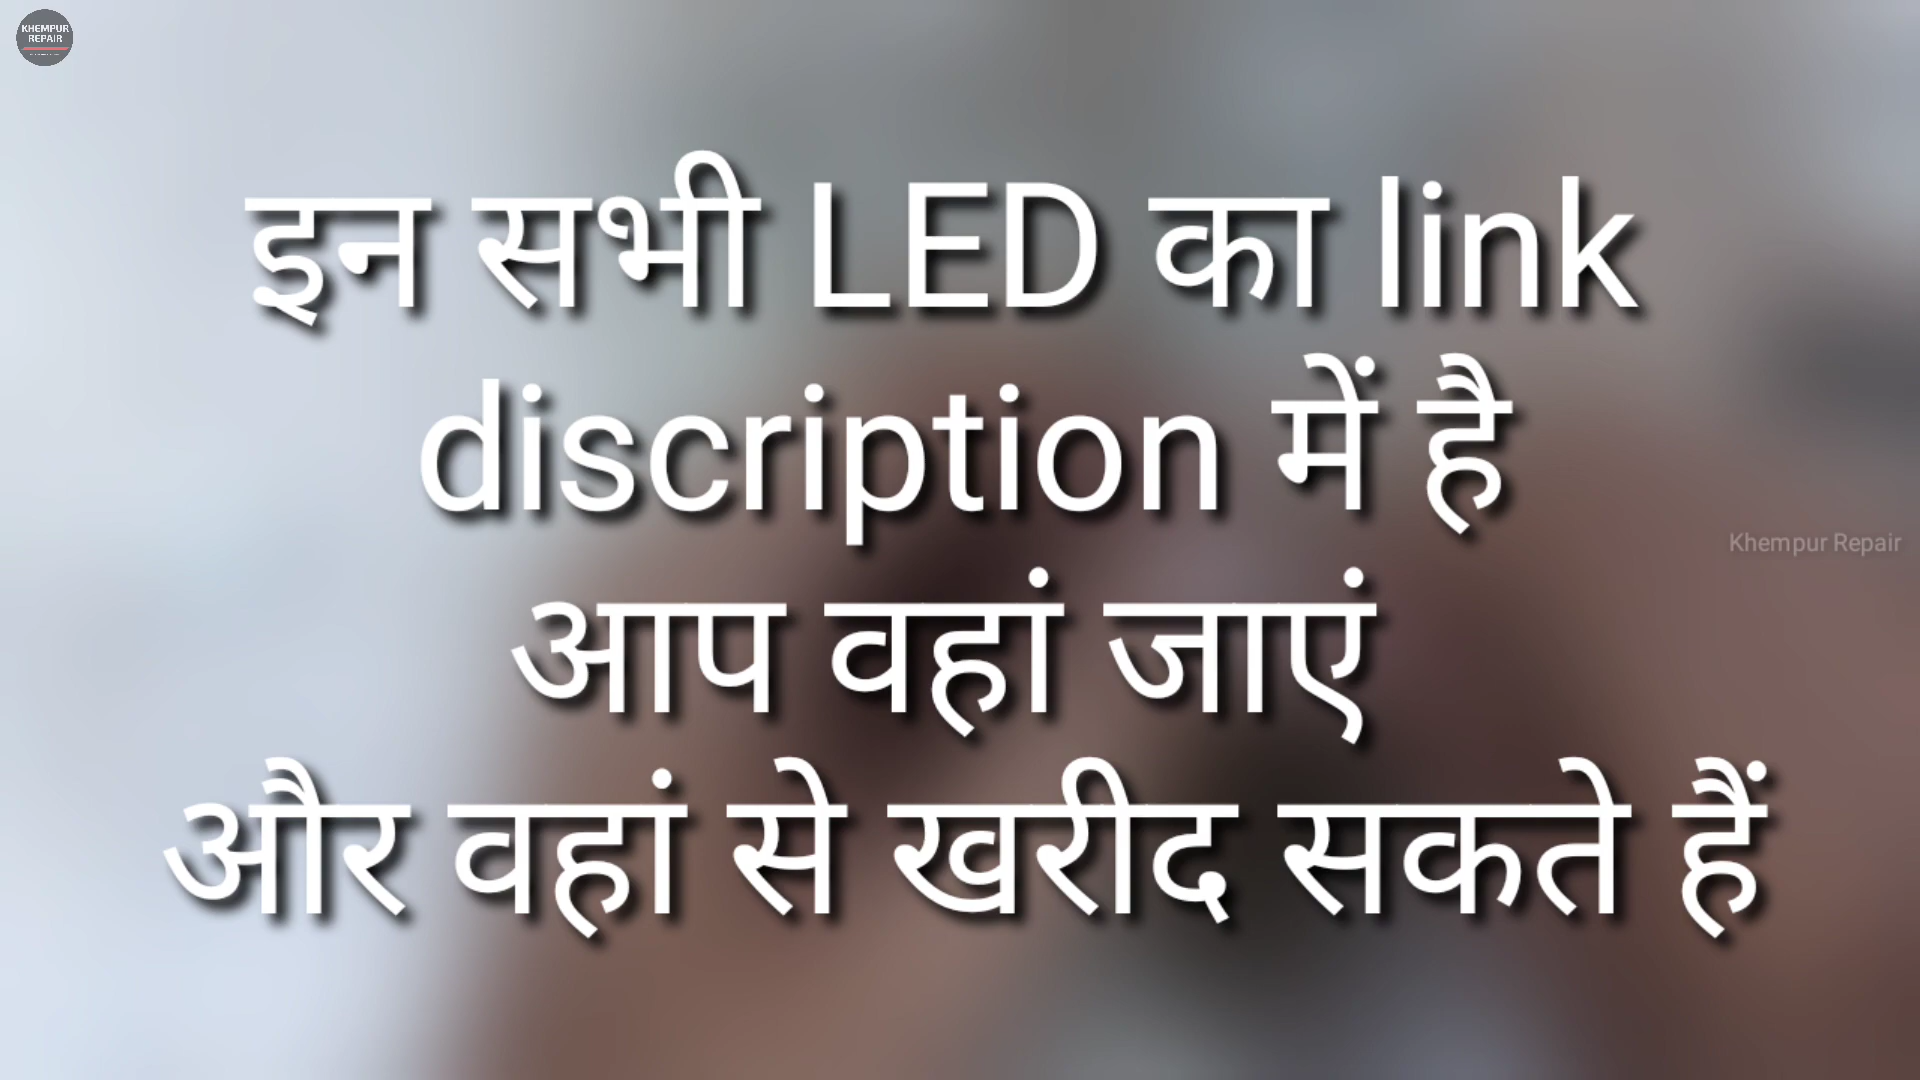 KHEMPUR
REPAIR
इन सभी LED का link
discription में है
Khempur Repair
आप वहां जाएं
और वहां से खरीद सकते हैं